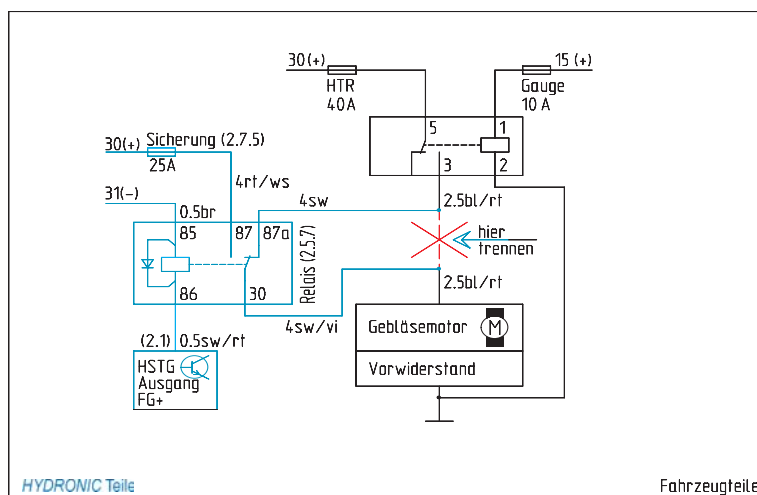 30(+)
HTR
40A
15(+)
Gauge
10 A
5
1
3
2
30(+)
Sicherung (2.7.5)
25A
4rt/ws
31(-)
0.5br
4sw
2.5bl/rt
85
87
87a
Relais (2.5.7)
hier
trennen
86
30
2.5bl/rt
4sw/vi
(2.1)
0.5sw/rt
HSTG
Ausgang
FG+
Gebläsemotor
M
Vorwiderstand
HYDRONIC Teile
Fahrzeugteile